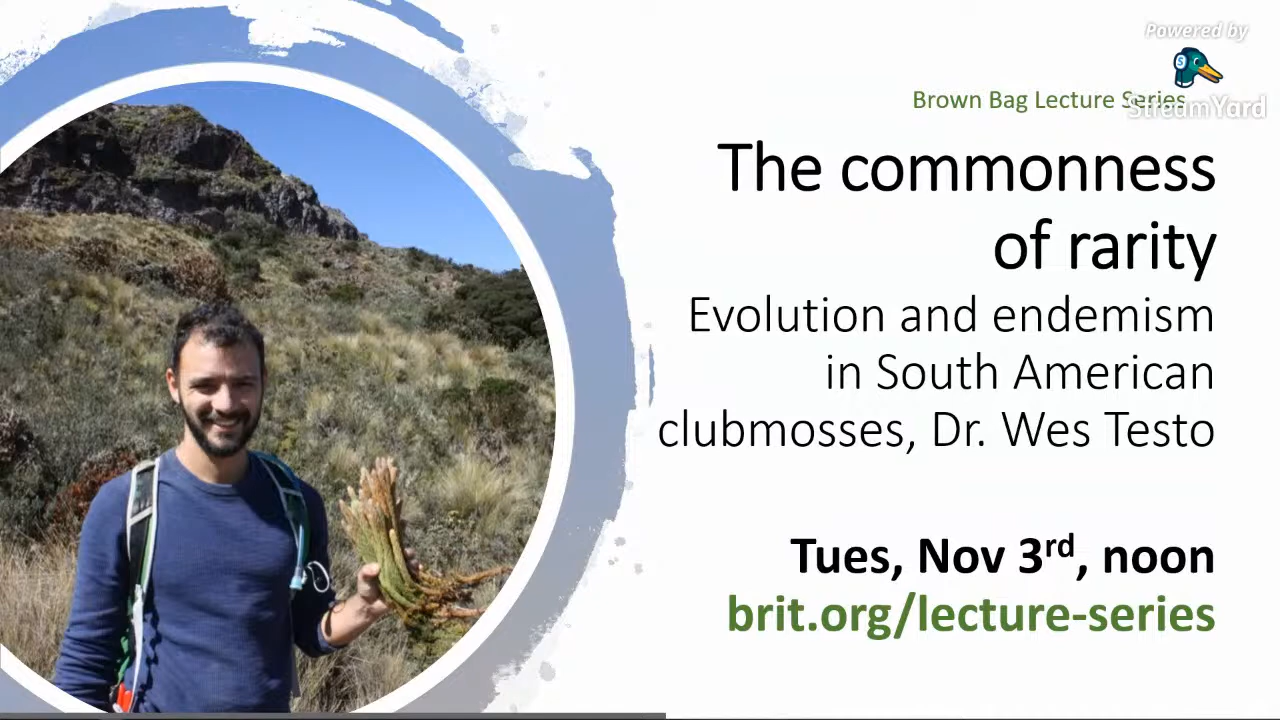 Powered by
StreamYard
Brown Bag Lecture Series
The commonness
of rarity
Evolution and endemism
in South American
clubmosses, Dr. Wes Testo
Tues, Nov 3rd, noon
brit.org/lecture-series